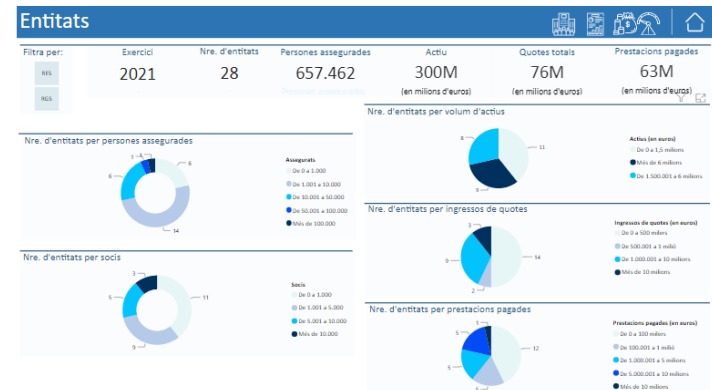 Entitats
Filtra per:
RES
RGS
Exercici
2021
Nre. d'entitats
28
Persones assegurades
657.462
Actiu
300M
(en milions d'euros)
Quotes totals
76M
(en milions d'euros)
Prestacions pagades
63M
(en milions d'euros)
Nre. d'entitats per persones assegurades
6
14
6
Assegurats
De 0 a 1.000
De 1.001 a 10.000
De 10.001 a 50.000
De 50.001 a 100.000
Més de 100.000
Nre. d'entitats per socis
3
11
5
9
Socis
De 0 a 1.000
De 1.001 a 5.000
De 5.001 a 10.000
Més de 10.000
Nre. d'entitats per volum d'actius
8
11
9
Actius (en euros)
De 0 a 1,5 milions
Més de 6 milions
De 1.500.001 a 6 milions
Nre. d'entitats per ingressos de quotes
3
14
9
2
Ingressos de quotes (en euros)
De 0 a 500 milers
De 500.001 a 1 milió
De 1.000.001 a 10 milions
Més de 10 milions
Nre. d'entitats per prestacions pagades
1
5
12
5
5
Prestacions pagades (en euros)
De 0 a 100 milers
De 100.001 a 1 milió
De 1.000.001 a 5 milions
De 5.000.001 a 10 milions
Més de 10 milions